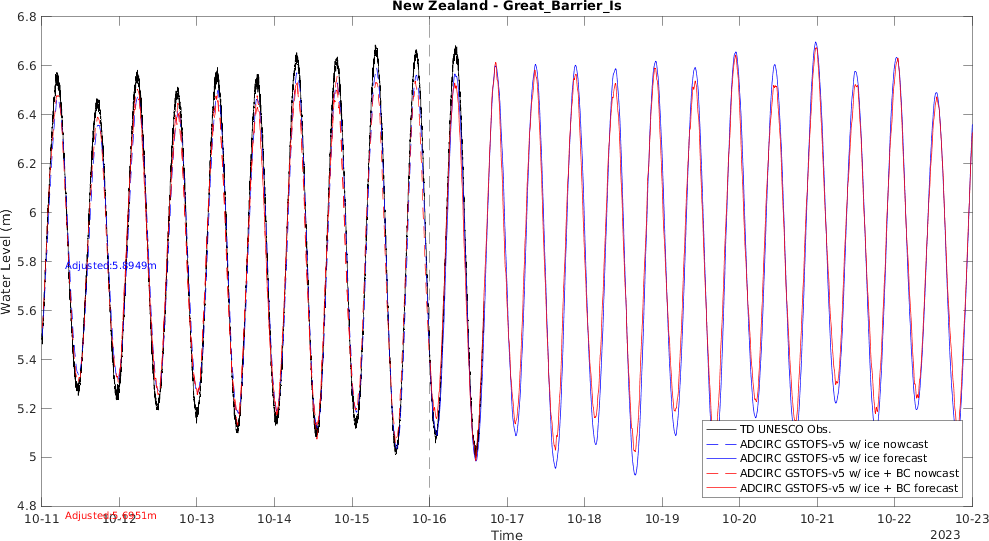 New Zealand - Great_Barrier_Is
6.8
6.6
6.4
6.2
6
5.8
5.6
5.4
5.2
5
4.8
Water Level (m)
Adjusted:5.8949m
Adjusted:5.6951m
TD UNESCO Obs.
ADCIRC GSTOFS-v5 w/ ice nowcast
ADCIRC GSTOFS-v5 w/ ice forecast
ADCIRC GSTOFS-v5 w/ ice + BC nowcast
ADCIRC GSTOFS-v5 w/ ice + BC forecast
10-11 10-12 10-13 10-14 10-15 10-16 10-17 10-18 10-19 10-20 10-21 10-22 10-23
Time
2023